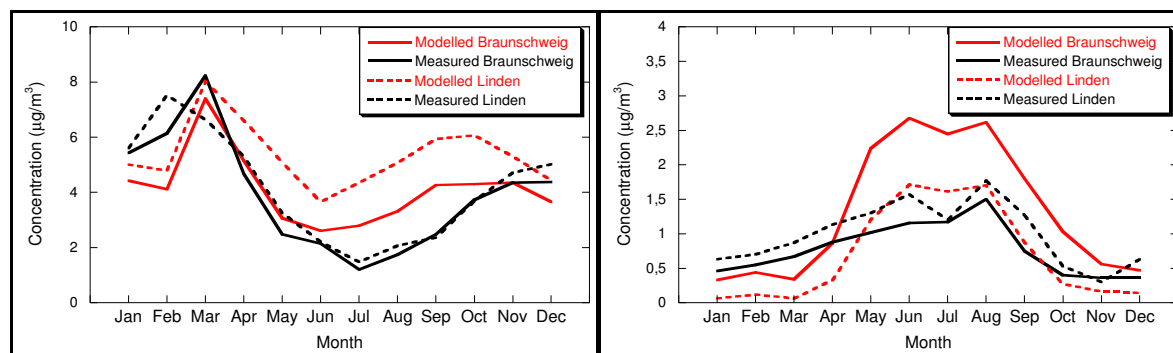 10
8
6
4
2
0
Concentration (µg/m³)
Modelled Braunschweig
Measured Braunschweig
Modelled Linden
Measured Linden
Jan Feb Mar Apr May Jun Jul Aug Sep Oct Nov Dec
Month
4
3,5
3
2,5
2
1,5
1
0,5
0
Concentration (µg/m³)
Modelled Braunschweig
Measured Braunschweig
Modelled Linden
Measured Linden
Jan Feb Mar Apr May Jun Jul Aug Sep Oct Nov Dec
Month